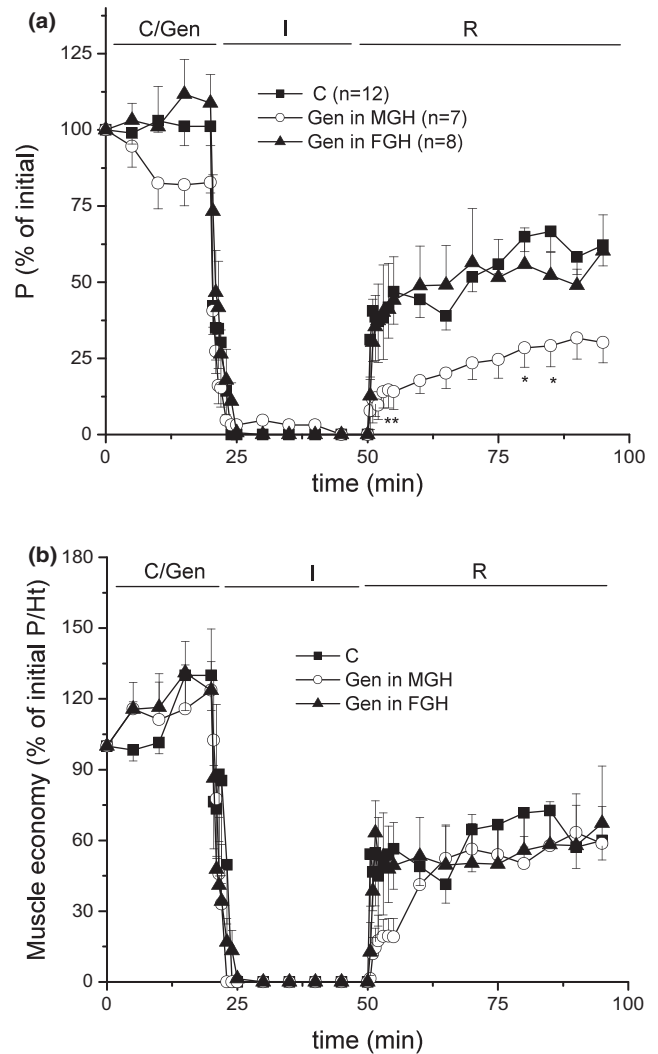 (a)
C/Gen I R
125
100
75
50
25
0
P (% of initial)
C (n=12)
Gen in MGH (n=7)
Gen in FGH (n=8)
**
*
*
0 25 50 75 100
time (min)
(b)
C/Gen I R
180
150
120
90
60
30
0
Muscle economy (% of initial P/Ht)
C
Gen in MGH
Gen in FGH
0 25 50 75 100
time (min)